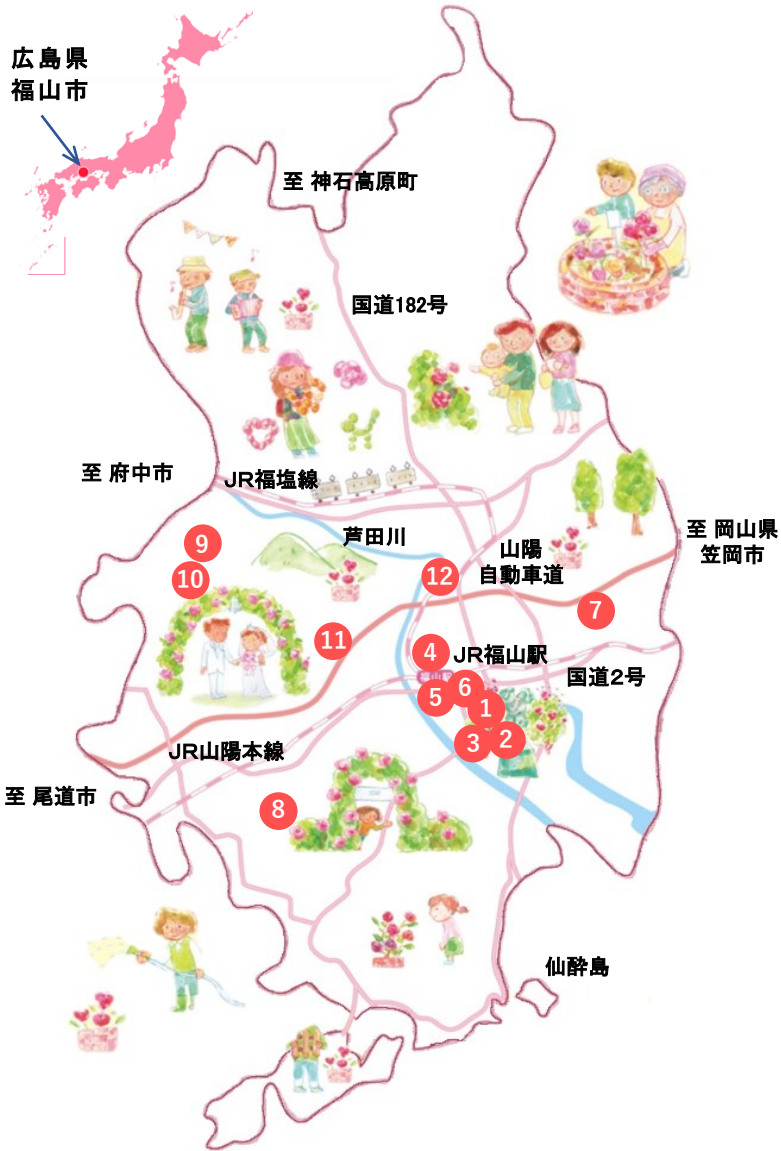 広島県
福山市
至 神石高原町
国道182号
至 府中市
JR福塩線
芦田川
山陽
自動車道
至 岡山県
笠岡市
9
10
12
7
11
4
JR福山駅
福山駅
国道2号
6
5
1
3
2
JR山陽本線
至 尾道市
8
仙酔島